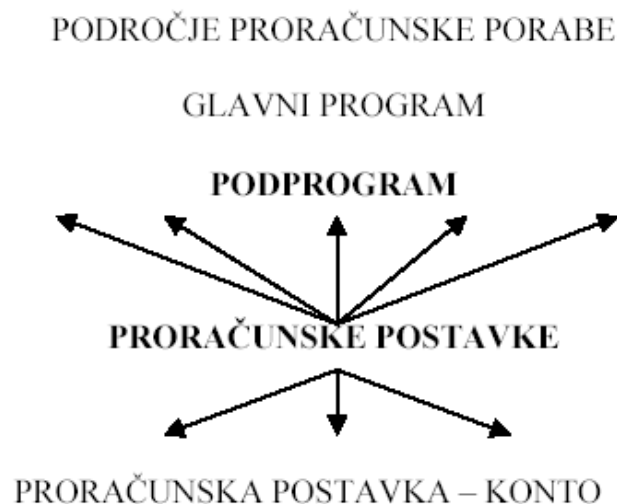 PODROČJE PRORAČUNSKE PORABE
GLAVNI PROGRAM
PODPROGRAM
PRORAČUNSKE POSTAVKE
PRORAČUNSKA POSTAVKA – KONTO